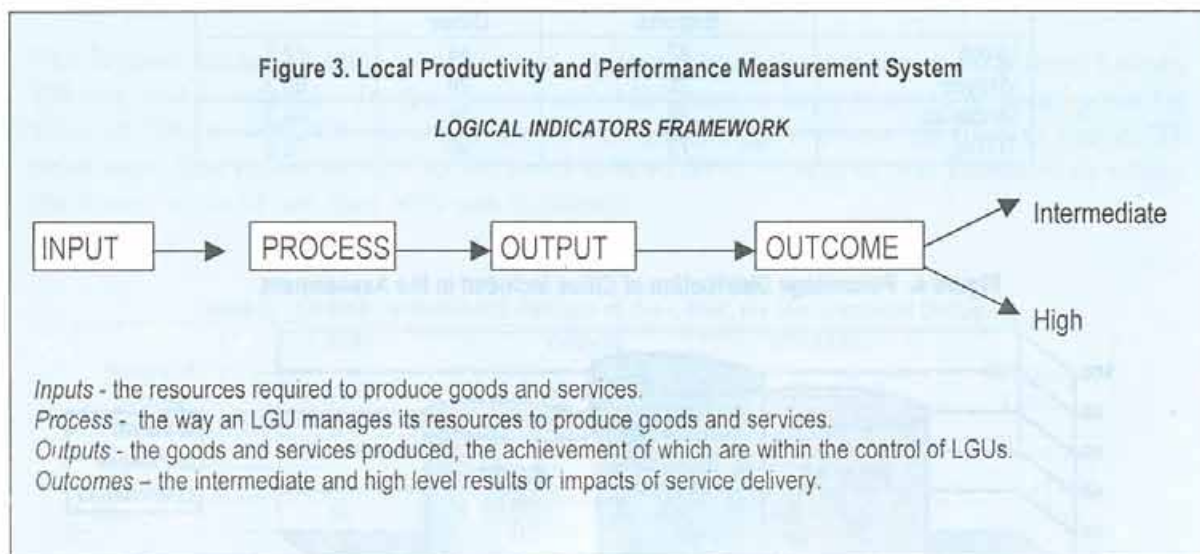 Figure 3. Local Productivity and Performance Measurement System
LOGICAL INDICATORS FRAMEWORK
INPUT PROCESS OUTPUT OUTCOME
Intermediate
High
Inputs - the resources required to produce goods and services.
Process - the way an LGU manages its resources to produce goods and services.
Outputs - the goods and services produced, the achievement of which are within the control of LGUs.
Outcomes – the intermediate and high level results or impacts of service delivery.